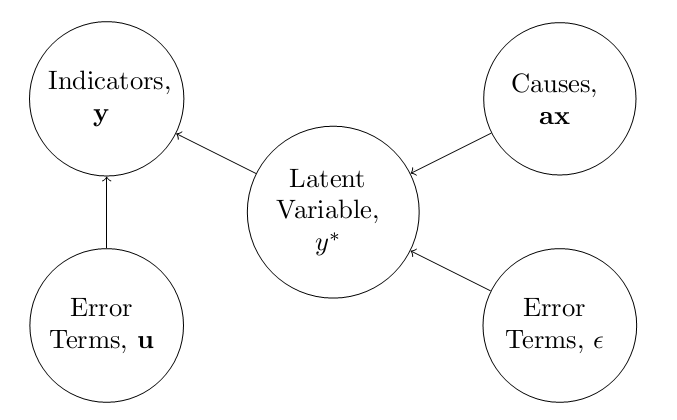 Indicators,
y
Causes,
ax
Latent
Variable,
y*
Error
Terms, u
Error
Terms, ϵ